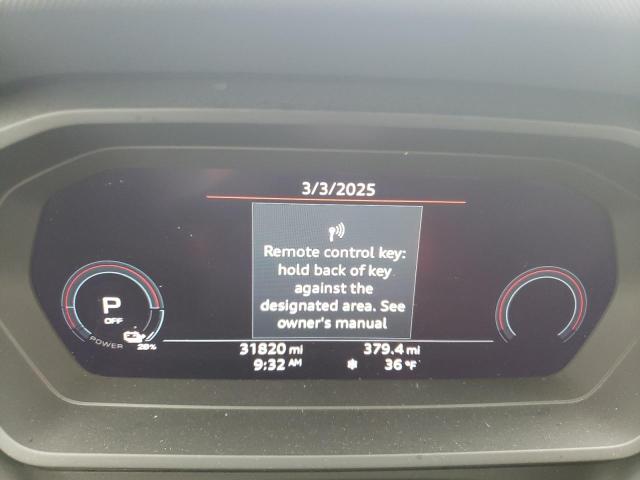 3/3/2025
Remote control key:
hold back of key
against the
designated area. See
owner's manual
P
OFF
POWER
28%
31820 mi
379.4 mi
9:32 AM
36 °F